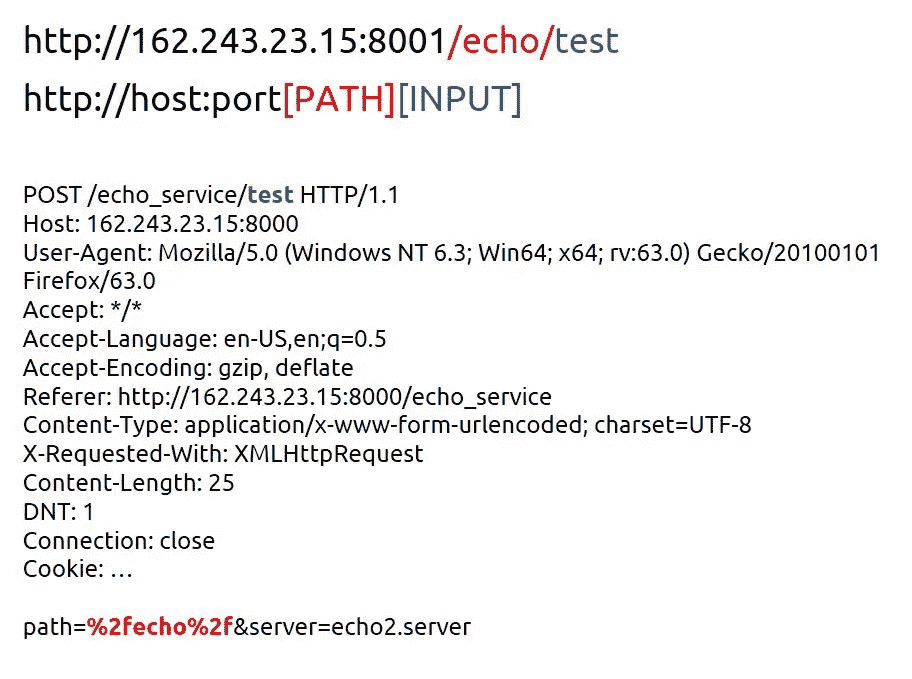 http://162.243.23.15:8001/echo/test
http://host:port[PATH][INPUT]
POST /echo_service/test HTTP/1.1
Host: 162.243.23.15:8000
User-Agent: Mozilla/5.0 (Windows NT 6.3; Win64; x64; rv:63.0) Gecko/20100101
Firefox/63.0
Accept: */*
Accept-Language: en-US,en;q=0.5
Accept-Encoding: gzip, deflate
Referer: http://162.243.23.15:8000/echo_service
Content-Type: application/x-www-form-urlencoded; charset=UTF-8
X-Requested-With: XMLHttpRequest
Content-Length: 25
DNT: 1
Connection: close
Cookie: …
path=%2fecho%2f&server=echo2.server